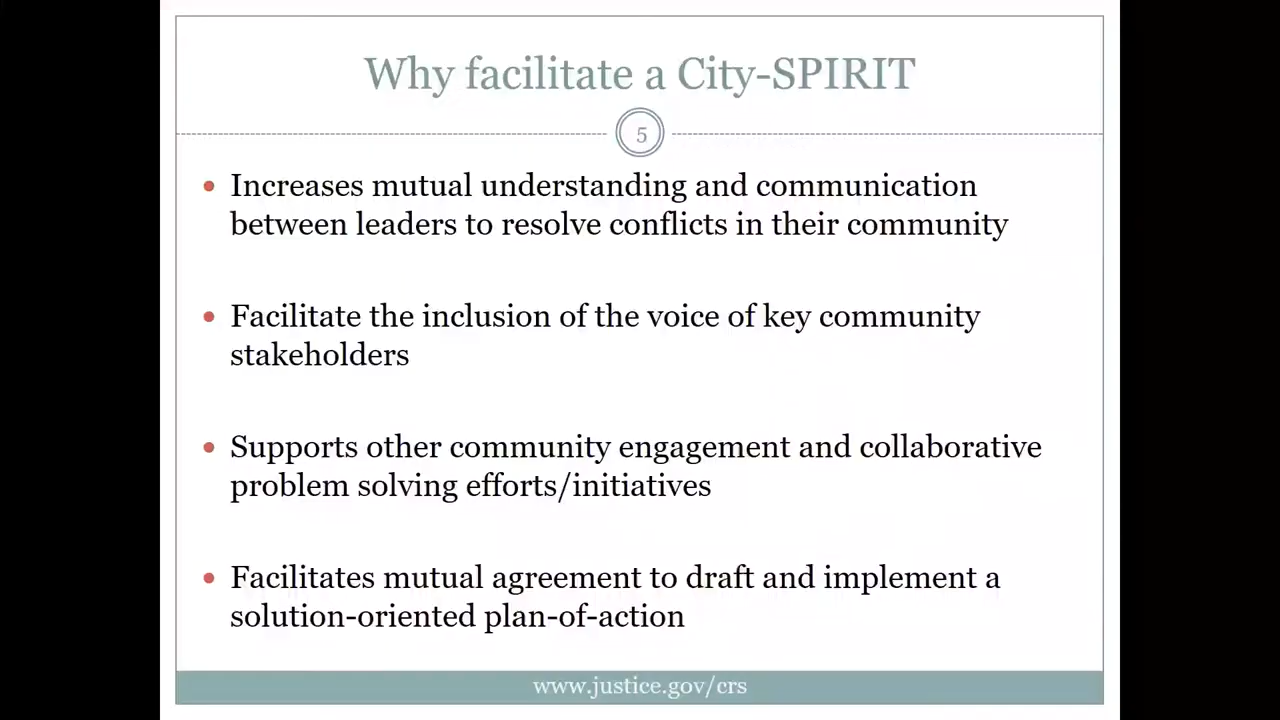 Why facilitate a City-SPIRIT
5
• Increases mutual understanding and communication
between leaders to resolve conflicts in their community
• Facilitate the inclusion of the voice of key community
stakeholders
• Supports other community engagement and collaborative
problem solving efforts/initiatives
• Facilitates mutual agreement to draft and implement a
solution-oriented plan-of-action
www.justice.gov/crs